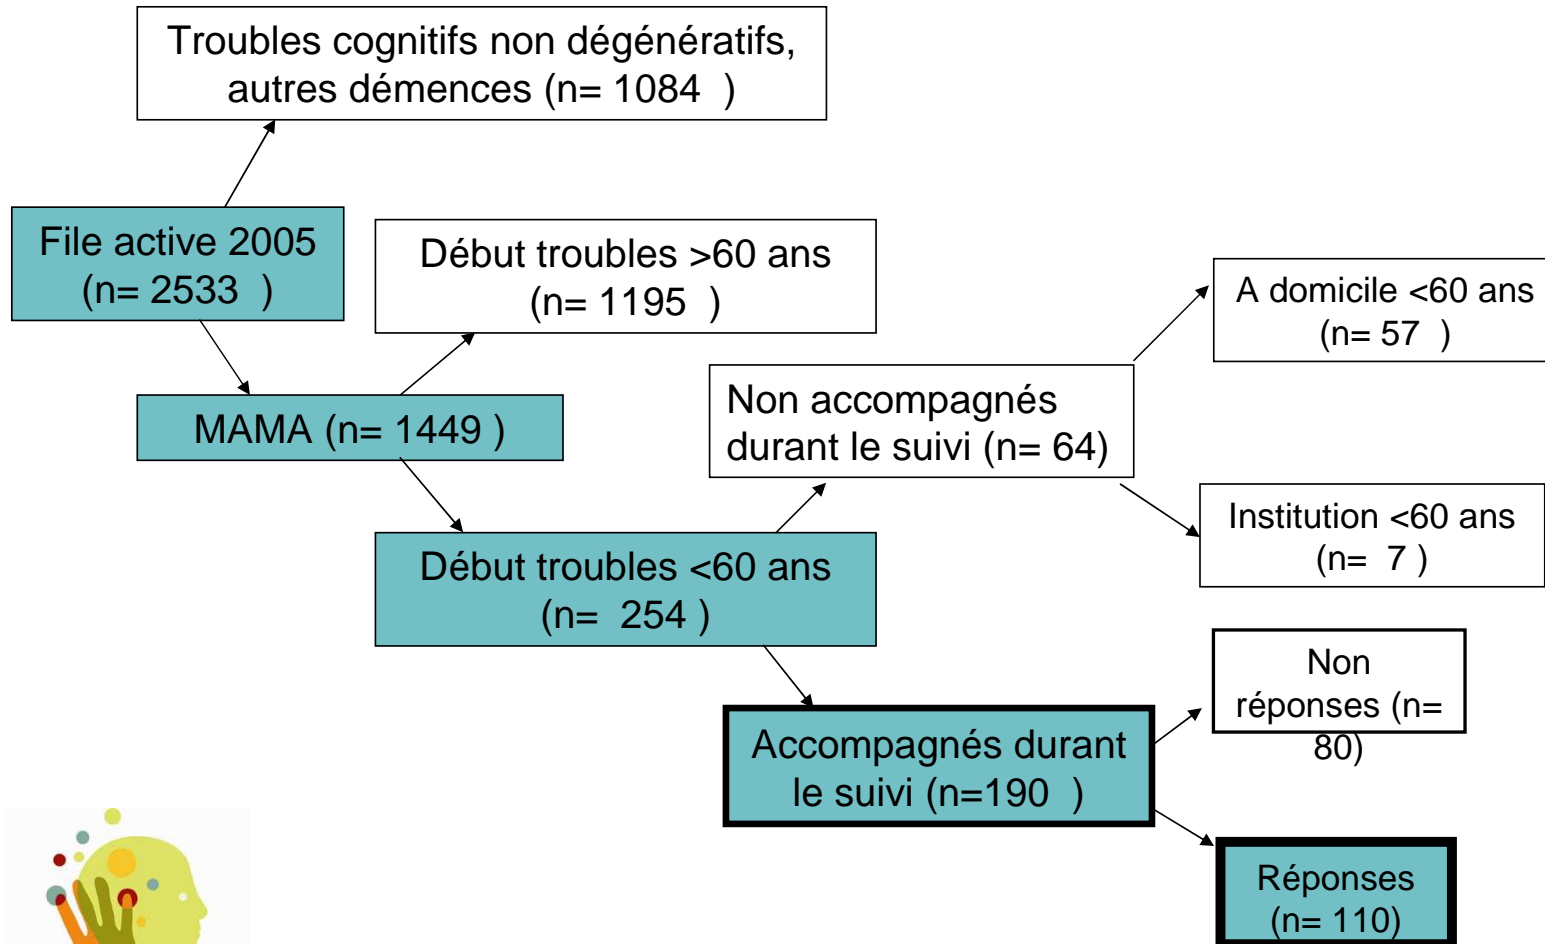 Troubles cognitifs non dégénératifs,
autres démences (n= 1084  )
File active 2005
(n= 2533  )
Début troubles >60 ans
(n= 1195  )
A domicile <60 ans
(n= 57  )
MAMA (n= 1449 )
Non accompagnés
durant le suivi (n= 64)
Institution <60 ans
(n=  7 )
Début troubles <60 ans
(n=  254 )
Non
réponses (n=
80)
Accompagnés durant
le suivi (n=190  )
Réponses
(n= 110)